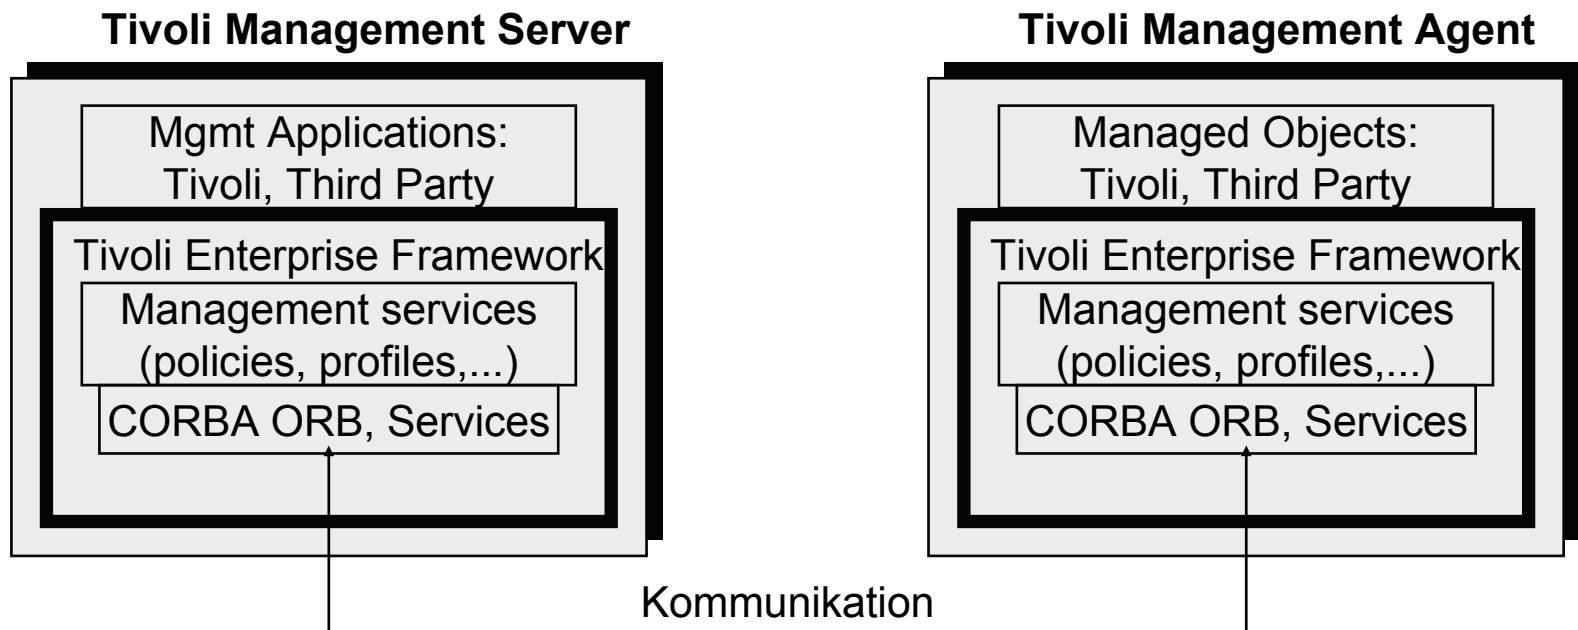 Tivoli Management Server
Mgmt Applications:
Tivoli, Third Party
Tivoli Enterprise Framework
Management services
(policies, profiles,...)
CORBA ORB, Services
Tivoli Management Agent
Managed Objects:
Tivoli, Third Party
Tivoli Enterprise Framework
Management services
(policies, profiles,...)
CORBA ORB, Services
Kommunikation